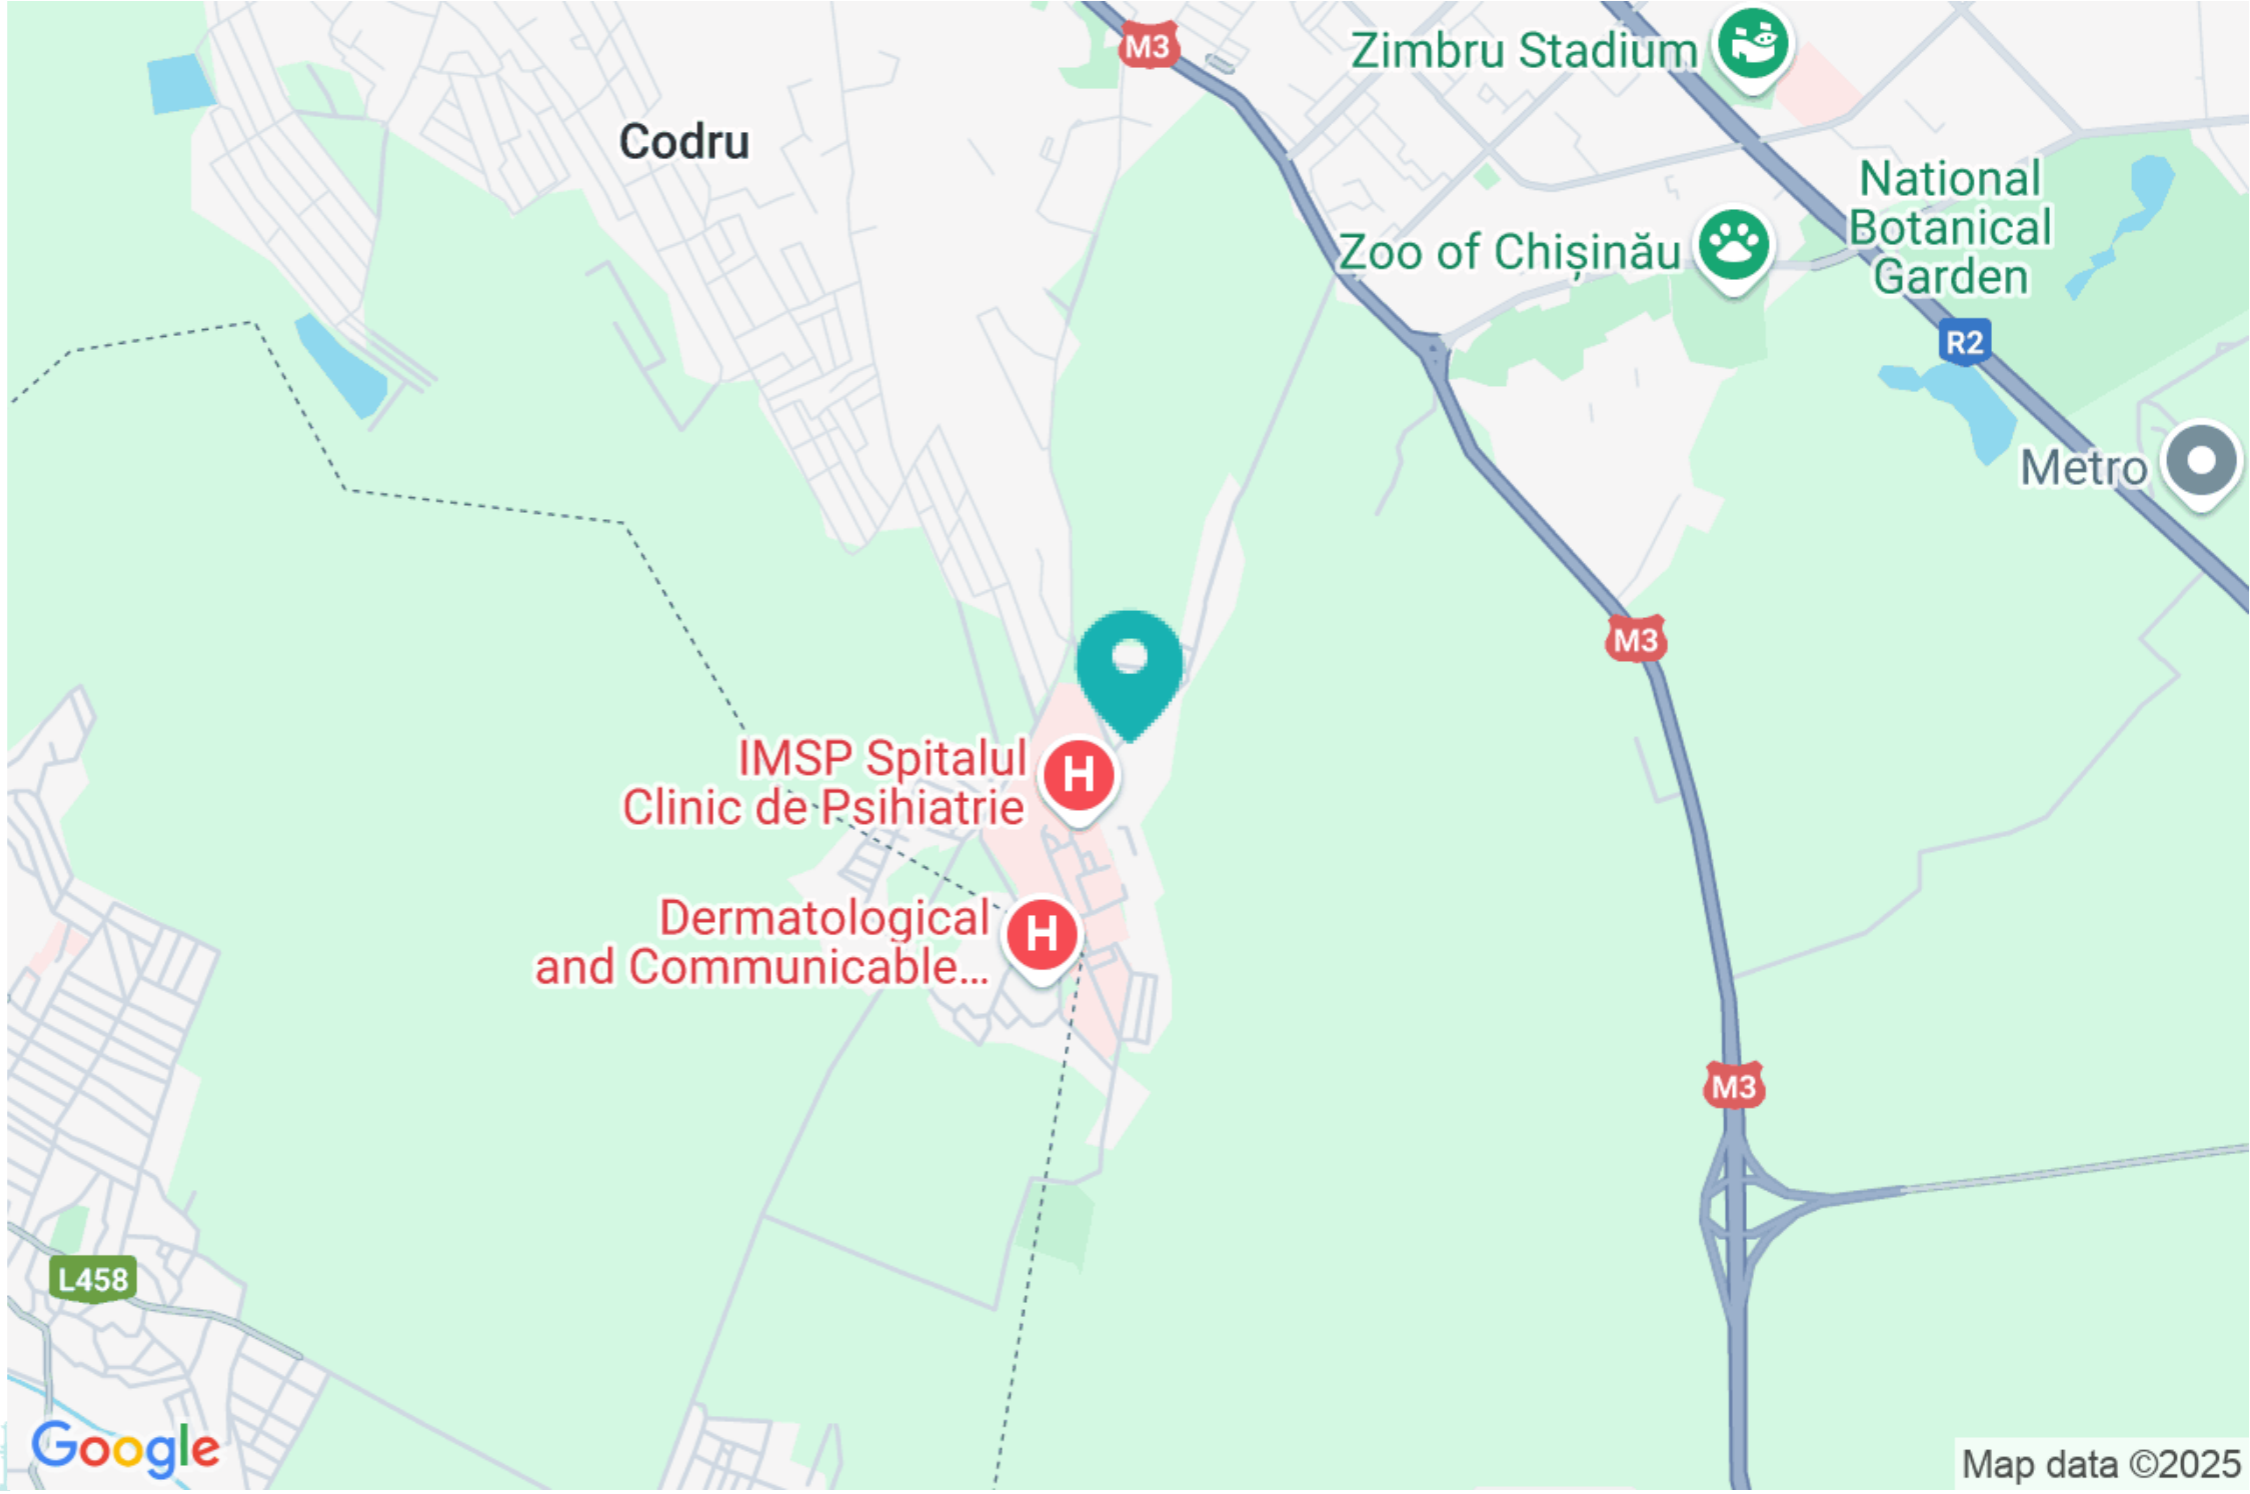 M3
Zimbru Stadium
Codru
National
Botanical
Garden
Zoo of Chișinău
R2
Metro
M3
IMSP Spitalul
Clinic de Psihiatrie
H
Dermatological
and Communicable...
H
M3
L458
Google
Map data ©2025